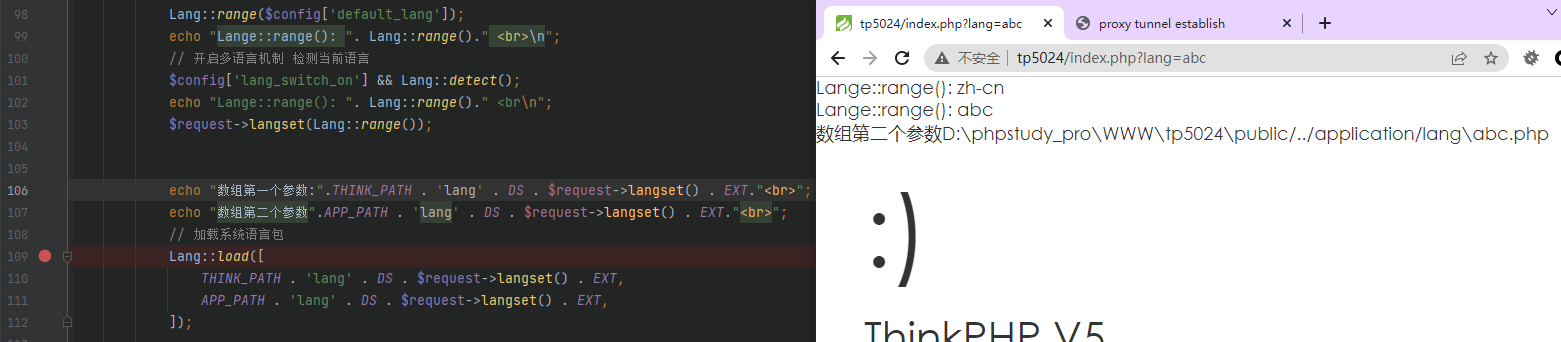 98 Lang::range($config['default_lang']);
99 echo "Lange::range(): ". Lang::range()." <br>\n";
100 // 开启多语言机制 检测当前语言
101 $config['lang_switch_on'] && Lang::detect();
102 echo "Lange::range(): ". Lang::range()." <br\n";
103 $request->langset(Lang::range());
104
105
106 echo "数组第一个参数:".THINK_PATH . 'lang' . DS . $request->langset() . EXT."<br>";
107 echo "数组第二个参数".APP_PATH . 'lang' . DS . $request->langset() . EXT."<br>";
108 // 加载系统语言包
109 Lang::load([
110 THINK_PATH . 'lang' . DS . $request->langset() . EXT,
111 APP_PATH . 'lang' . DS . $request->langset() . EXT,
112 ]);
tp5024/index.php?lang=abc
proxy tunnel establish
不安全 tp5024/index.php?lang=abc
Lange::range(): zh-cn
Lange::range(): abc
数组第二个参数D:\phpstudy_pro\WWW\tp5024\public/../application/lang\abc.php
:)
ThinkPHP V5